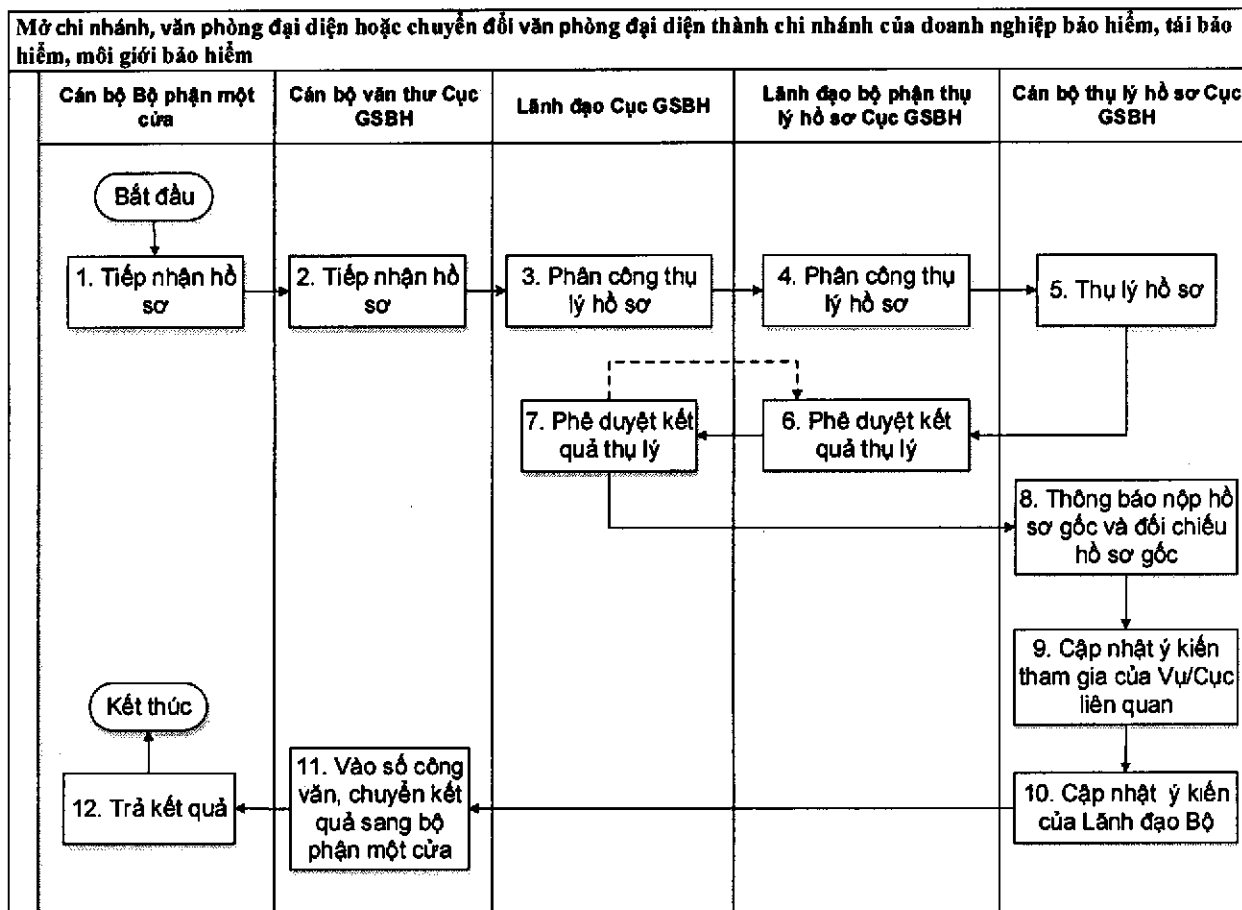 Mở chi nhánh, văn phòng đại diện hoặc chuyển đổi văn phòng đại diện thành chi nhánh của doanh nghiệp bảo hiểm, tái bảo
hiểm, môi giới bảo hiểm
Cán bộ Bộ phận một
cửa
Cán bộ văn thư Cục
GSBH
Lãnh đạo Cục GSBH
Lãnh đạo bộ phận thụ
lý hồ sơ Cục GSBH
Cán bộ thụ lý hồ sơ Cục
GSBH
Bắt đầu
1. Tiếp nhận hồ
sơ
2. Tiếp nhận hồ
sơ
3. Phân công thụ
lý hồ sơ
4. Phân công thụ
lý hồ sơ
5. Thụ lý hồ sơ
7. Phê duyệt kết
quả thụ lý
6. Phê duyệt kết
quả thụ lý
8. Thông báo nộp hồ
sơ gốc và đối chiếu
hồ sơ gốc
9. Cập nhật ý kiến
tham gia của Vụ/Cục
liên quan
Kết thúc
12. Trả kết quả
11. Vào số công
văn, chuyển kết
quả sang bộ
phận một cửa
10. Cập nhật ý kiến
của Lãnh đạo Bộ